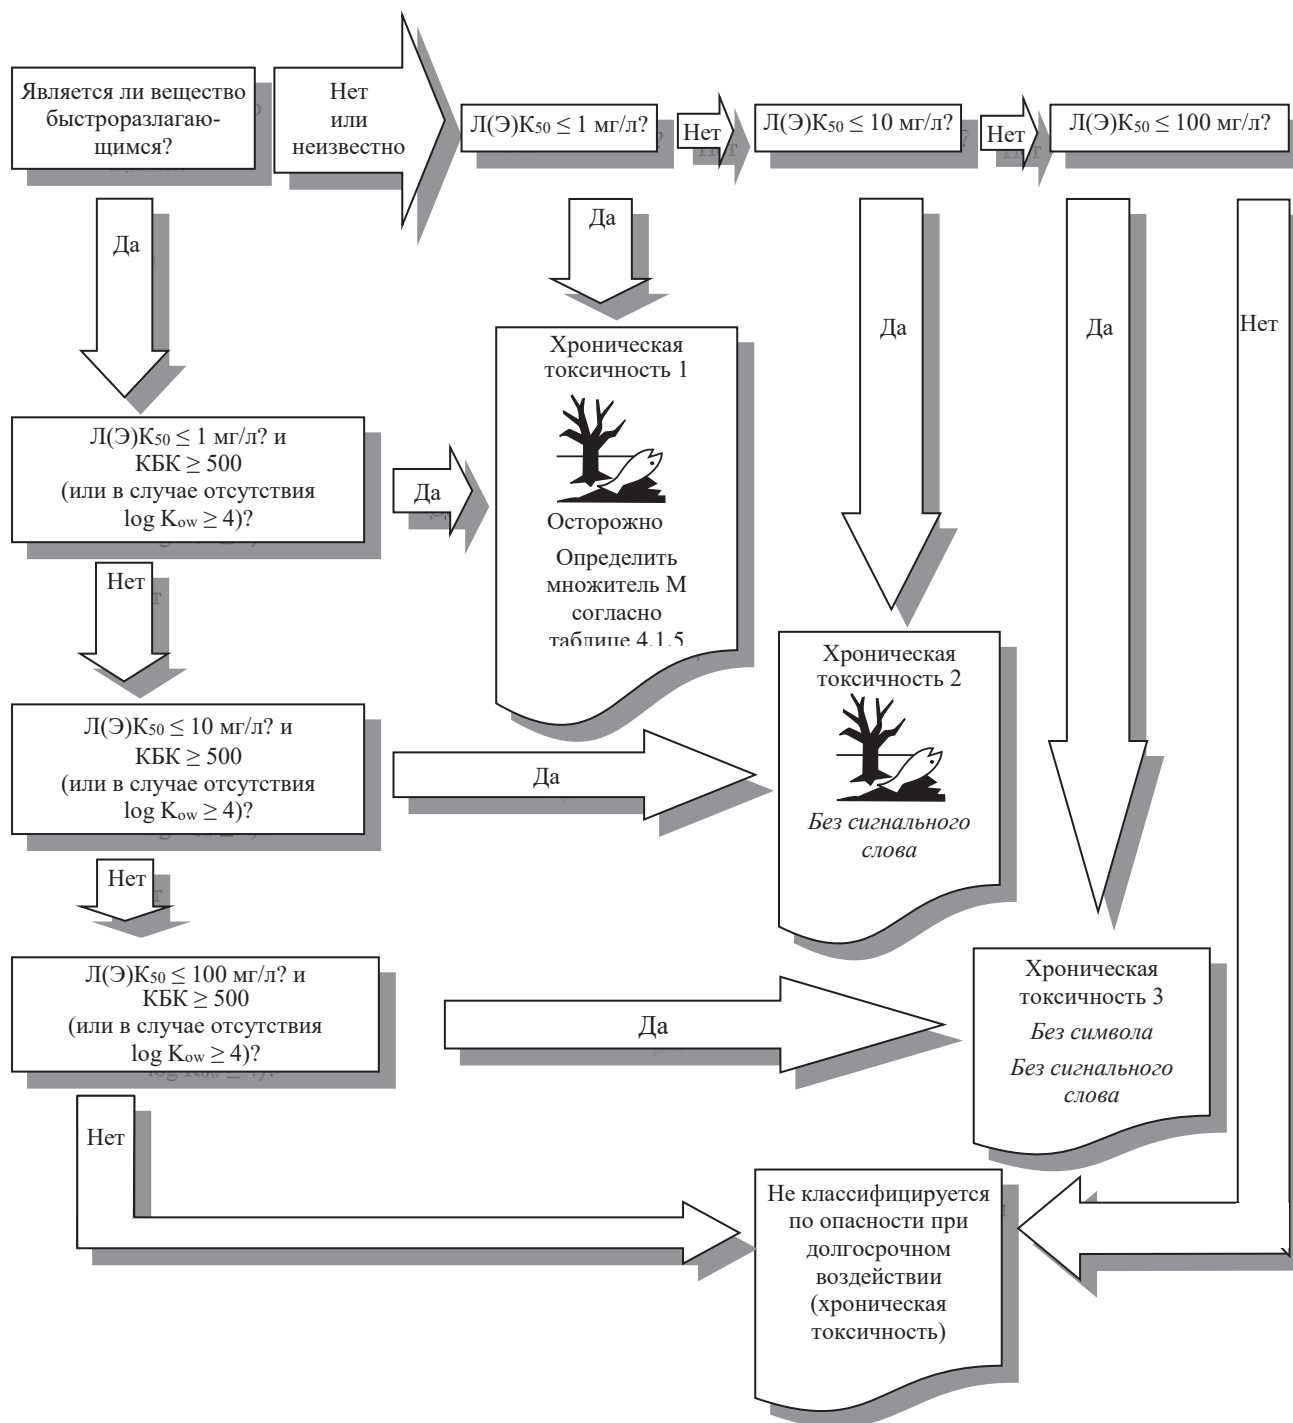 Является ли вещество
быстроразлагаю-
щимся?
Нет
или
неизвестно
Л(Э)К50 ≤ 1 мг/л?
Нет
Л(Э)К50 ≤ 10 мг/л?
Нет
Л(Э)К50 ≤ 100 мг/л?
Да
Да
Да
Да
Нет
Хроническая
токсичность 1
Осторожно
Определить
множитель М
согласно
таблице 4.1.5
Л(Э)К50 ≤ 1 мг/л? и
КБК ≥ 500
(или в случае отсутствия
log Kow ≥ 4)?
Да
Нет
Хроническая
токсичность 2
Без сигнального
слова
Л(Э)К50 ≤ 10 мг/л? и
КБК ≥ 500
(или в случае отсутствия
log Kow ≥ 4)?
Да
Нет
Л(Э)К50 ≤ 100 мг/л? и
КБК ≥ 500
(или в случае отсутствия
log Kow ≥ 4)?
Да
Хроническая
токсичность 3
Без символа
Без сигнального
слова
Нет
Не классифицируется
по опасности при
долгосрочном
воздействии
(хроническая
токсичность)